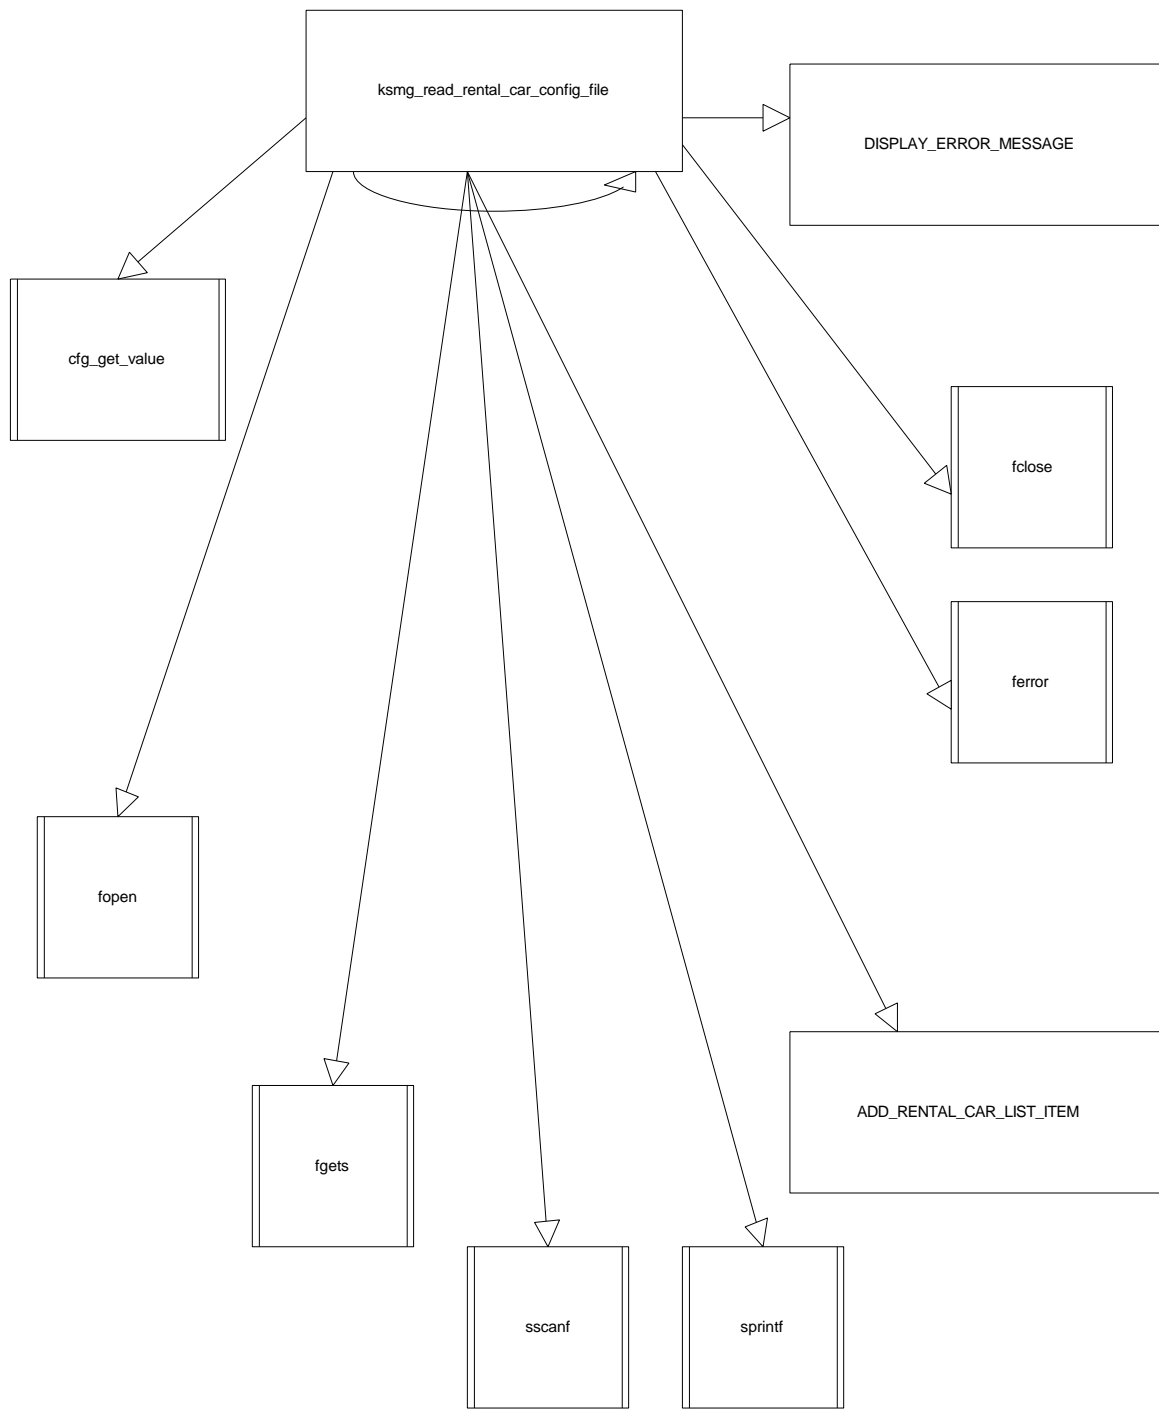 ksmg_read_rental_car_config_file
DISPLAY_ERROR_MESSAGE
cfg_get_value
fclose
ferror
fopen
ADD_RENTAL_CAR_LIST_ITEM
fgets
sscanf
sprintf